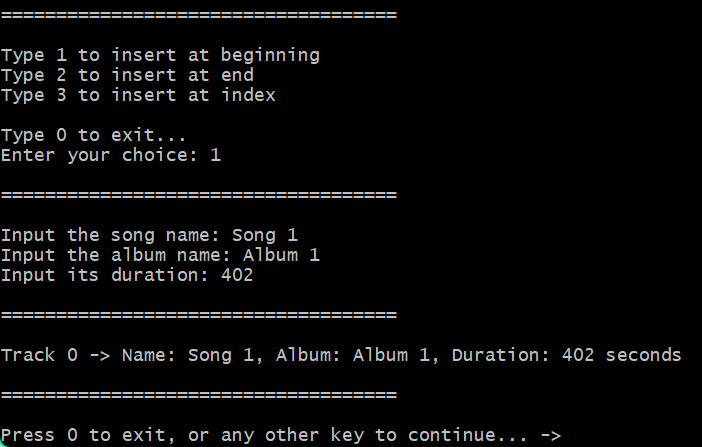 ====================================
Type 1 to insert at beginning
Type 2 to insert at end
Type 3 to insert at index
Type 0 to exit...
Enter your choice: 1
====================================
Input the song name: Song 1
Input the album name: Album 1
Input its duration: 402
====================================
Track 0 -> Name: Song 1, Album: Album 1, Duration: 402 seconds
====================================
Press 0 to exit, or any other key to continue... ->